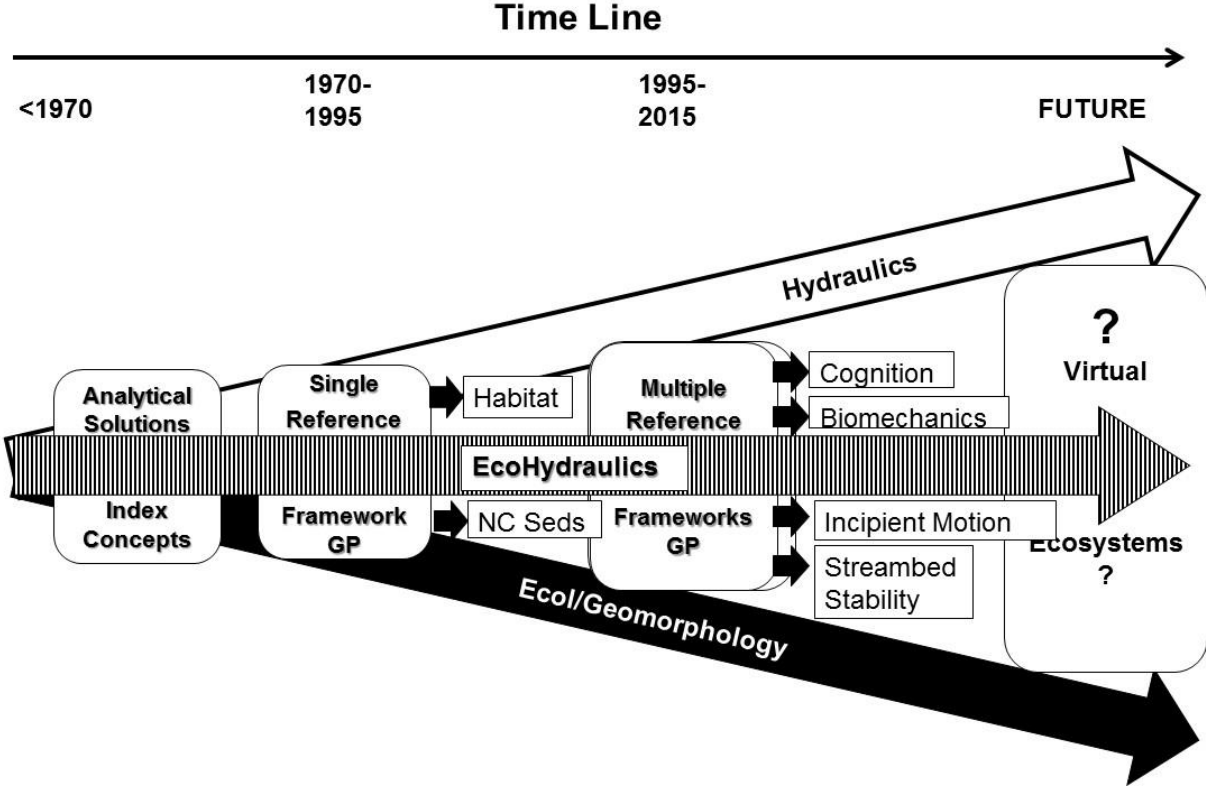 Time Line
<1970
1970-
1995
1995-
2015
FUTURE
Hydraulics
Analytical
Solutions
Index
Concepts
Single
Reference
Framework
GP
Habitat
NC Seds
EcoHydraulics
Multiple
Reference
Frameworks
GP
Cognition
Biomechanics
Incipient Motion
Streambed
Stability
?
Virtual
Ecosystems
?
Ecol/Geomorphology